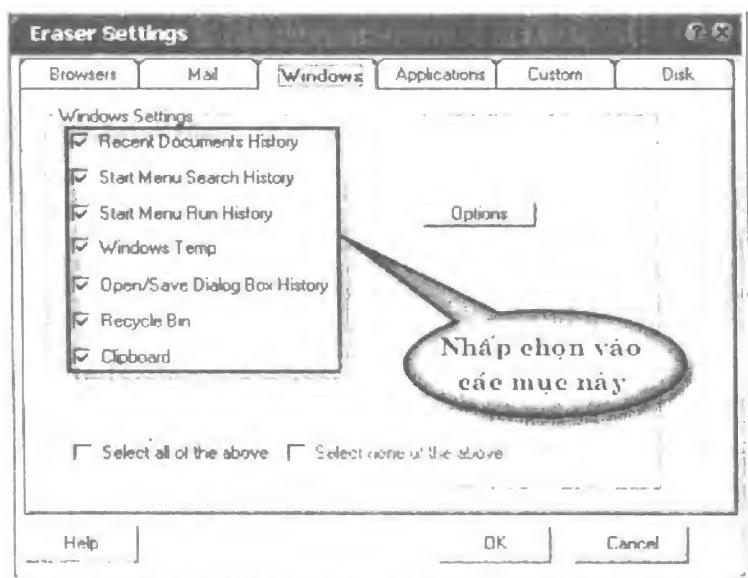 Eraser Settings
Browsers Mail Windows Applications Custom Disk
Windows Settings
Recent Documents History
Start Menu Search History
Start Menu Run History
Options
Windows Temp
Open/Save Dialog Box History
Recycle Bin
Clipboard
Nhấp chọn vào
các mục này
Select all of the above Select none of the above
Help OK Cancel